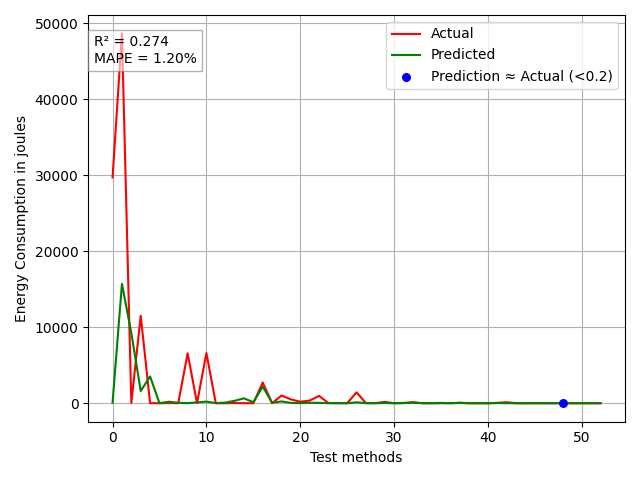 R² = 0.274
MAPE = 1.20%
Actual
Predicted
Prediction ≈ Actual (<0.2)
Energy Consumption in joules
50000
40000
30000
20000
10000
0
0 10 20 30 40 50
Test methods